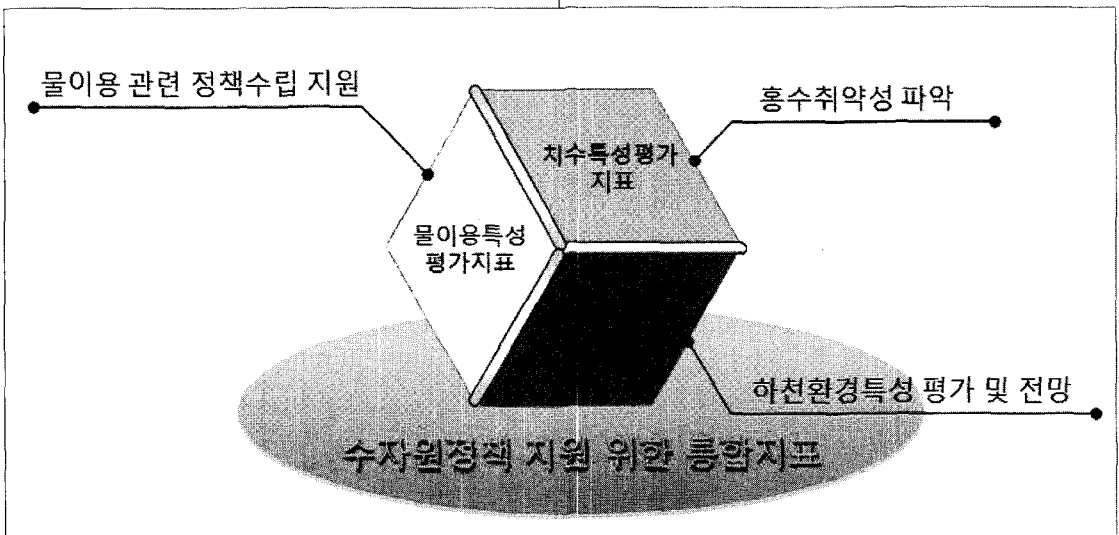 물이용 관련 정책수립 지원
홍수취약성 파악
치수특성평가
지표
물이용특성
평가지표
하천환경특성 평가 및 전망
수자원정책 지원 위한 통합지표